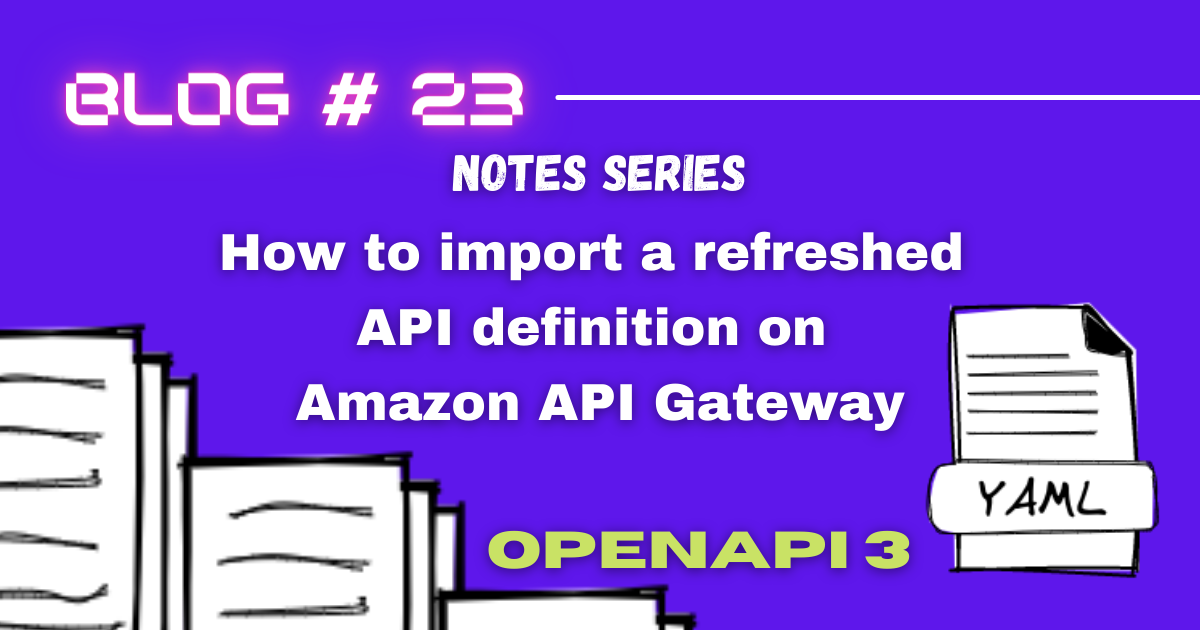 BLOG # 23
NOTES SERIES
How to import a refreshed
API definition on
Amazon API Gateway
YAML
OPENAPI 3